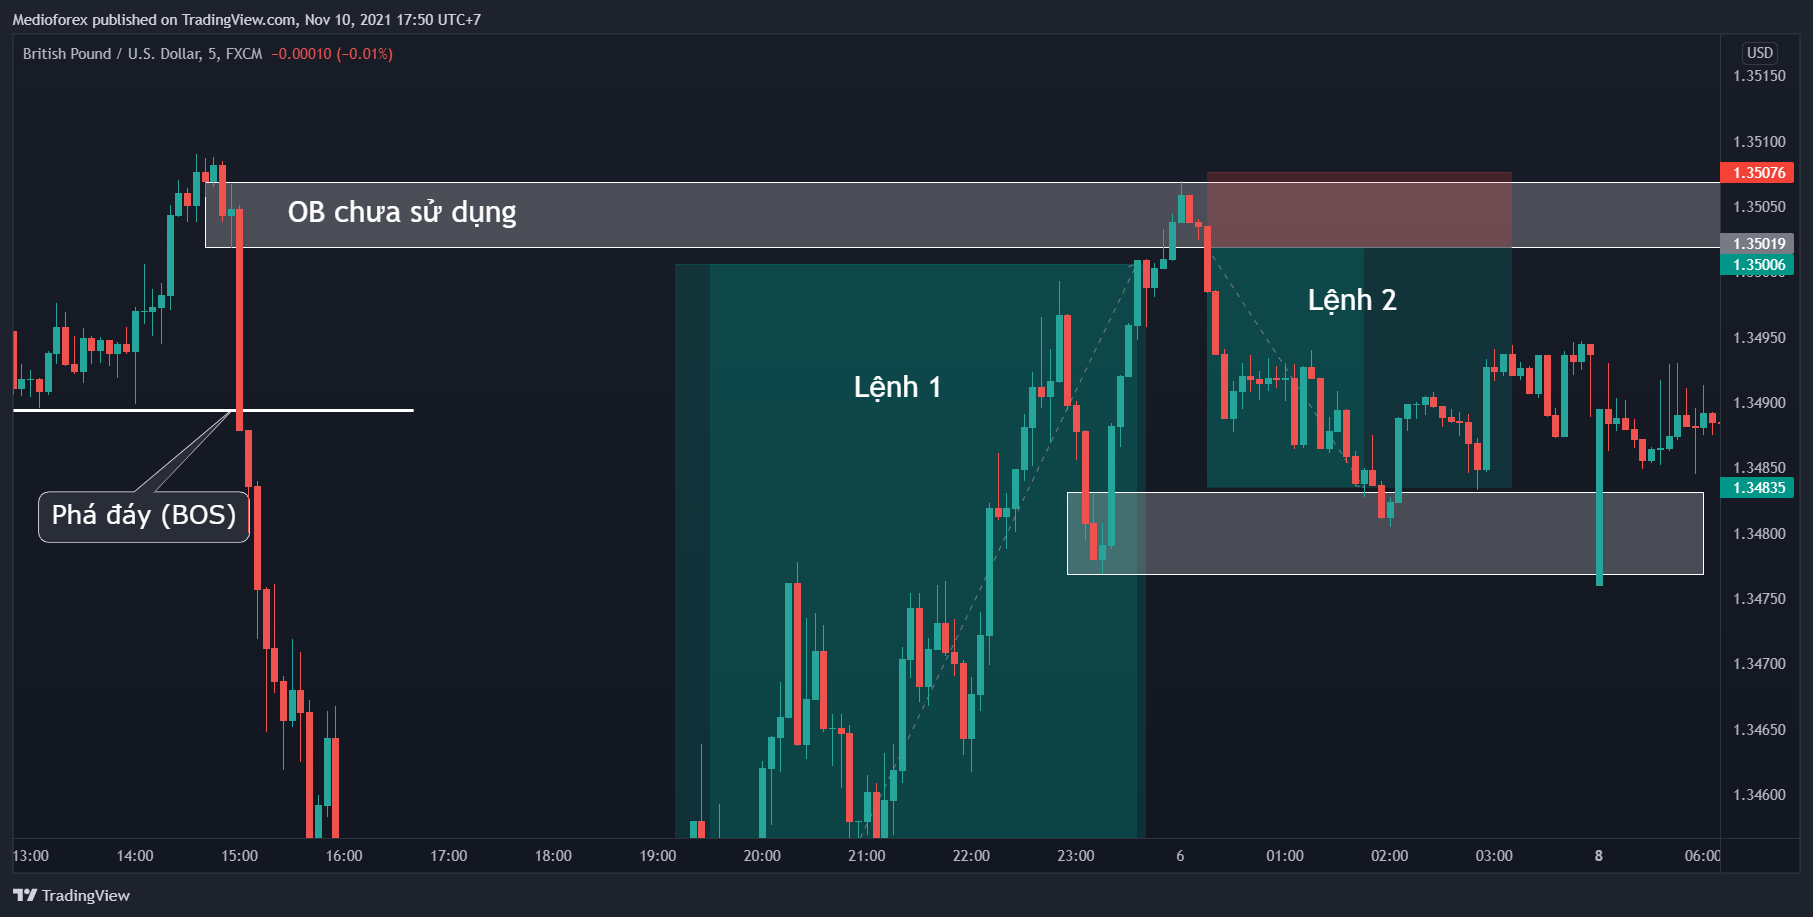 Medioforex published on TradingView.com, Nov 10, 2021 17:50 UTC+7
British Pound / U.S. Dollar, 5, FXCM −0.00010 (−0.01%)
USD
1.35150
1.35100
1.35076
OB chưa sử dụng
1.35050
1.35019
1.35006
Lệnh 2
1.34950
Lệnh 1
1.34900
1.34850
1.34835
Phá đáy (BOS)
1.34800
1.34750
1.34700
1.34650
1.34600
13:00 14:00 15:00 16:00 17:00 18:00 19:00 20:00 21:00 22:00 23:00 6 01:00 02:00 03:00 8 06:00
TradingView